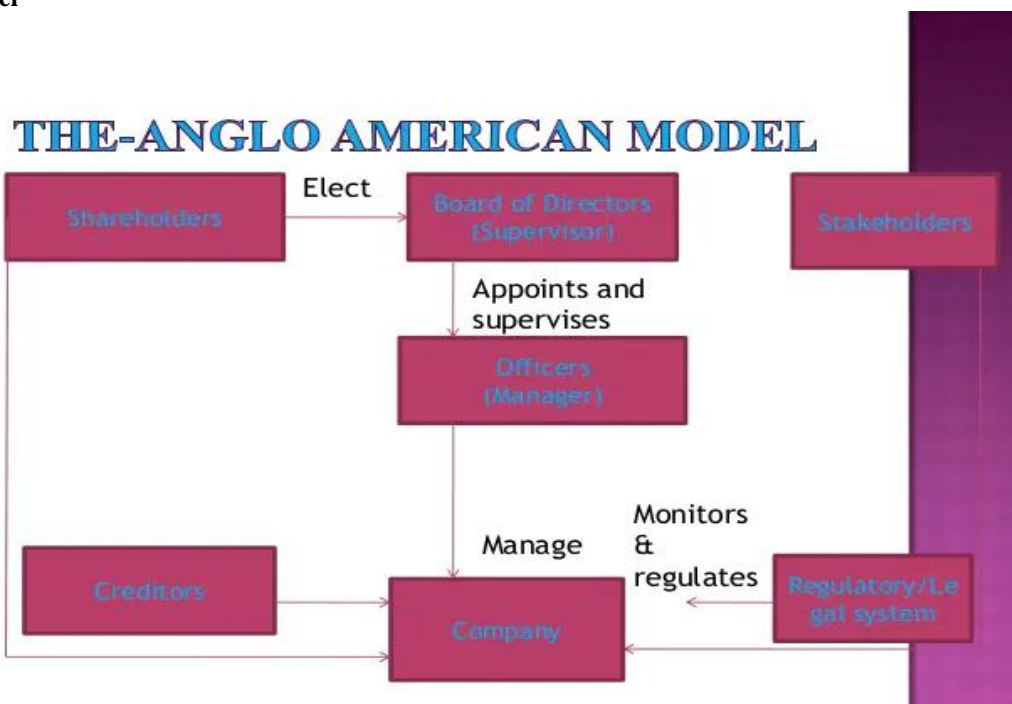 THE-ANGLO AMERICAN MODEL
Shareholders
Elect
Board of Directors
(Supervisor)
Stakeholders
Appoints and
supervises
Officers
(Manager)
Manage
Monitors
&
regulates
Creditors
Company
Regulatory/Le
gal system